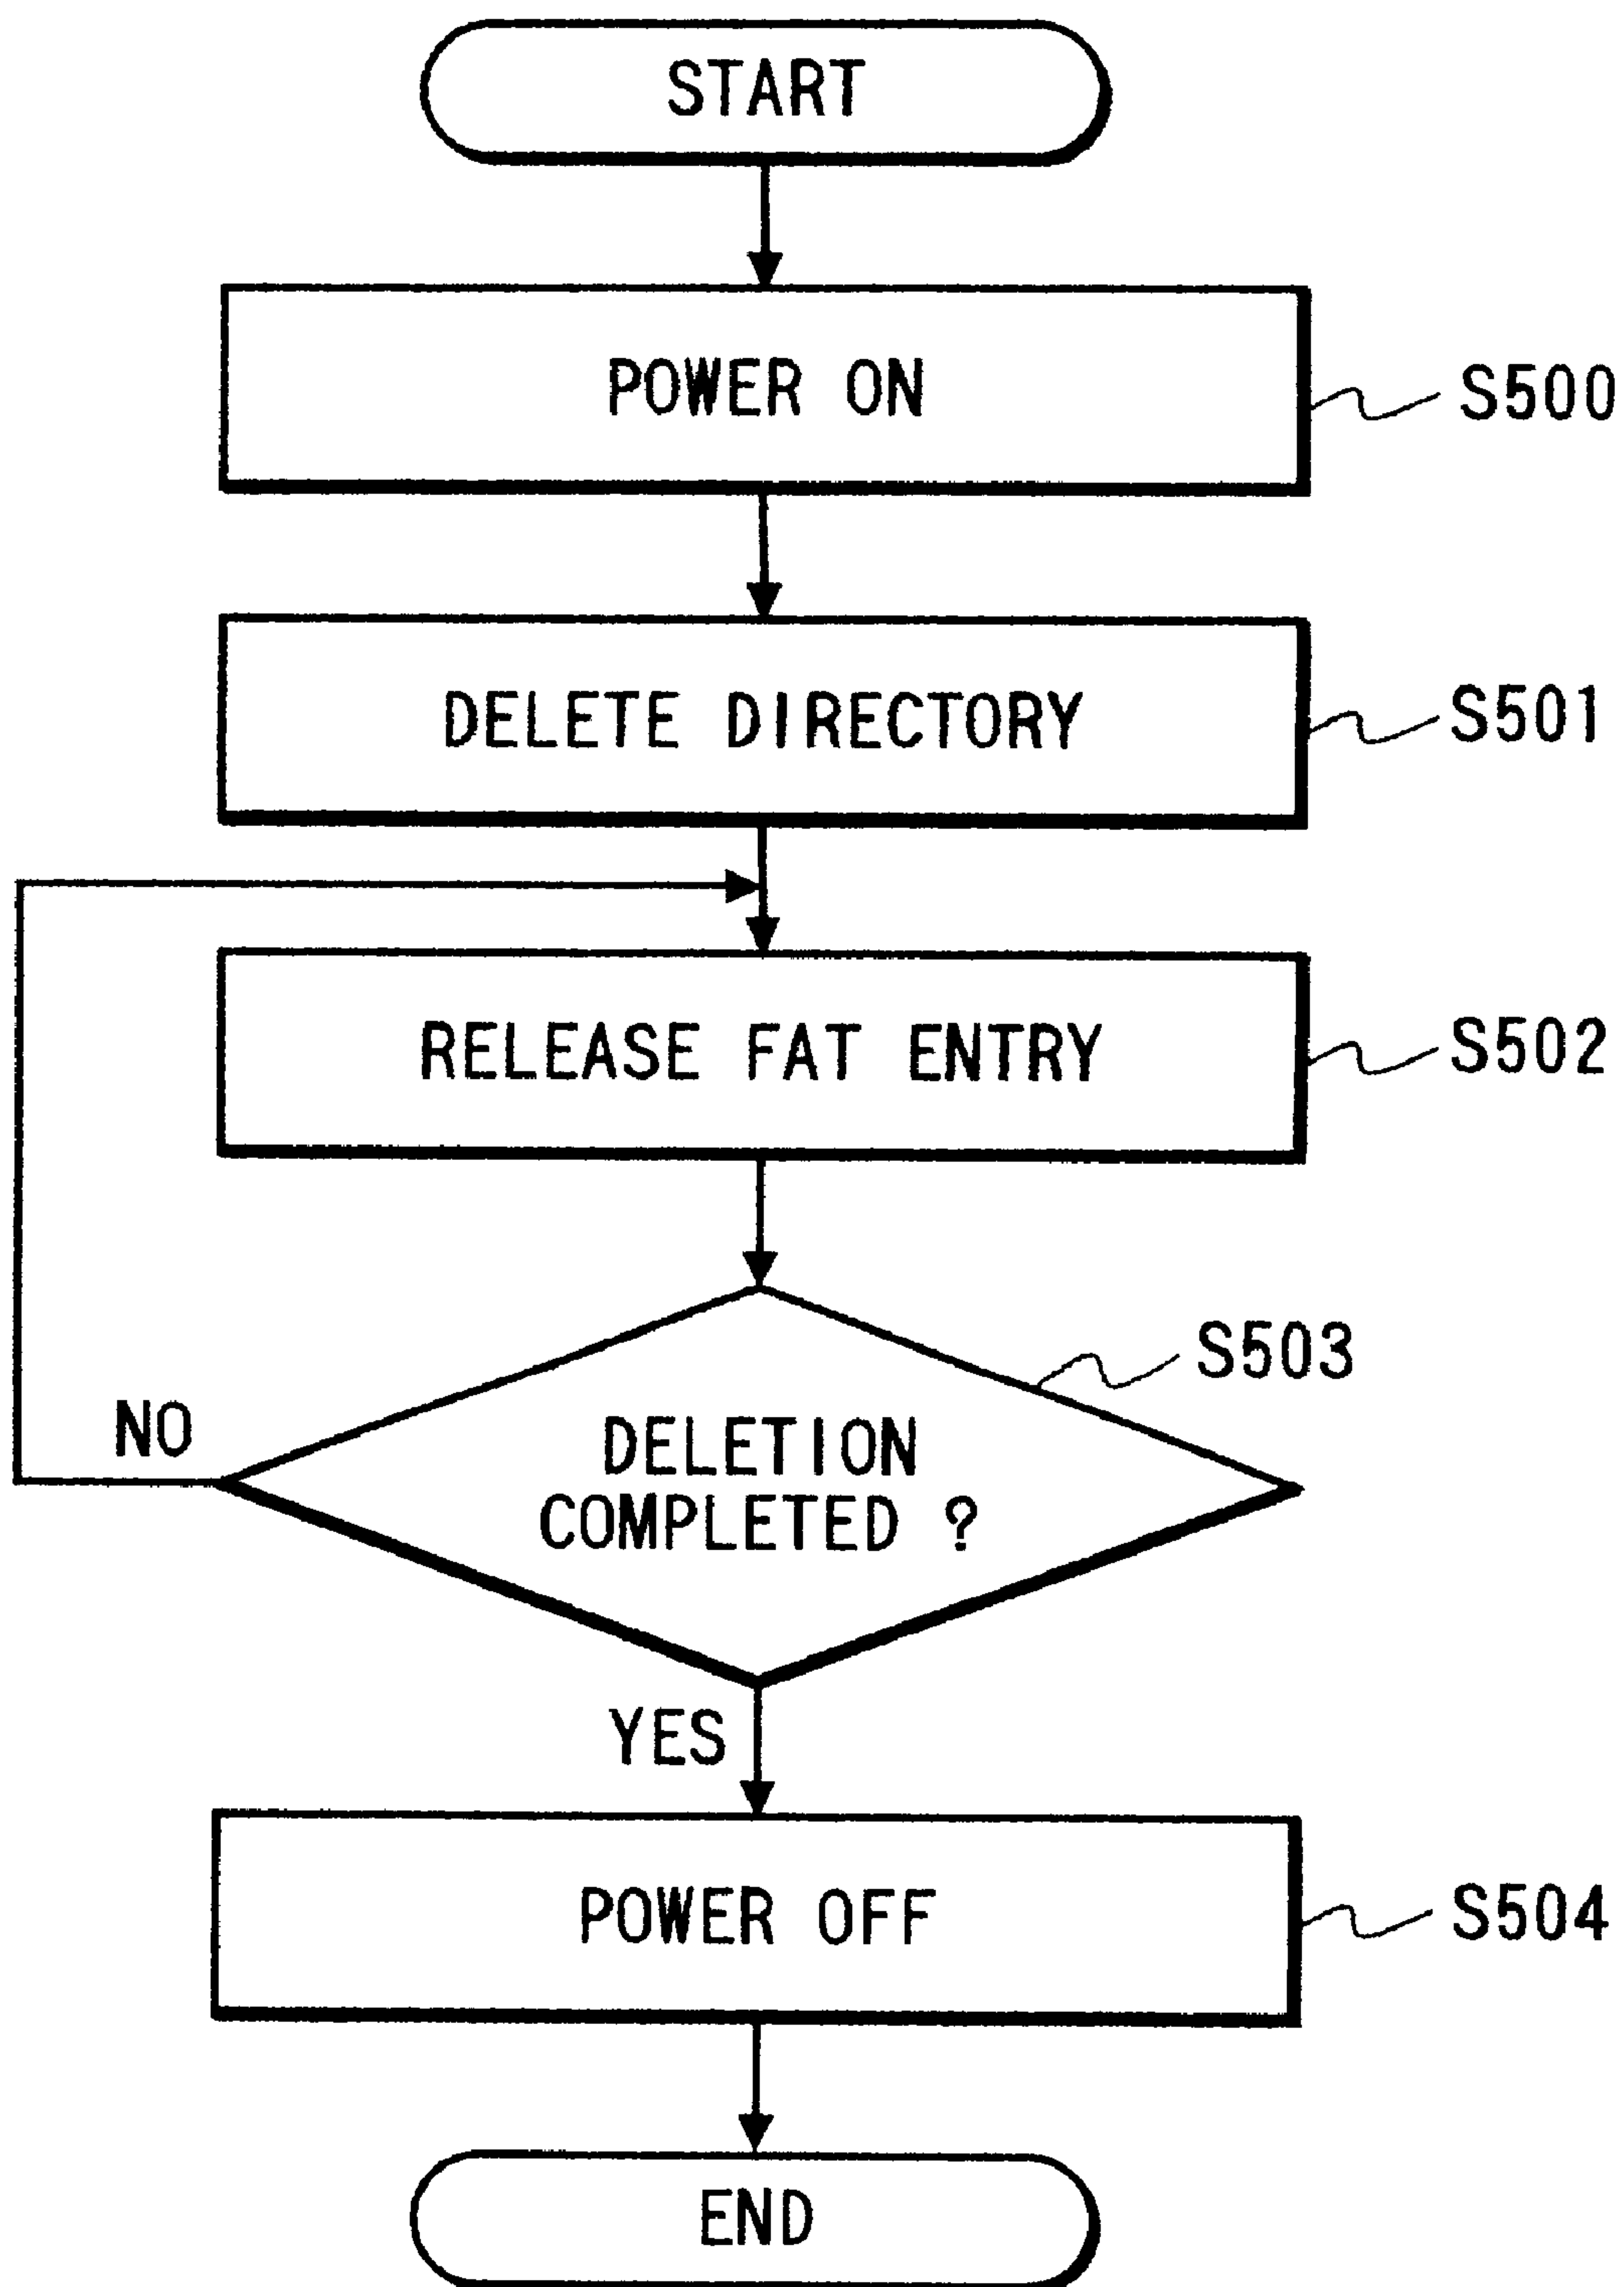 START
POWER ON
S500
DELETE DIRECTORY
S501
RELEASE FAT ENTRY
S502
S503
NO
DELETION
COMPLETED ?
YES
POWER OFF
S504
END